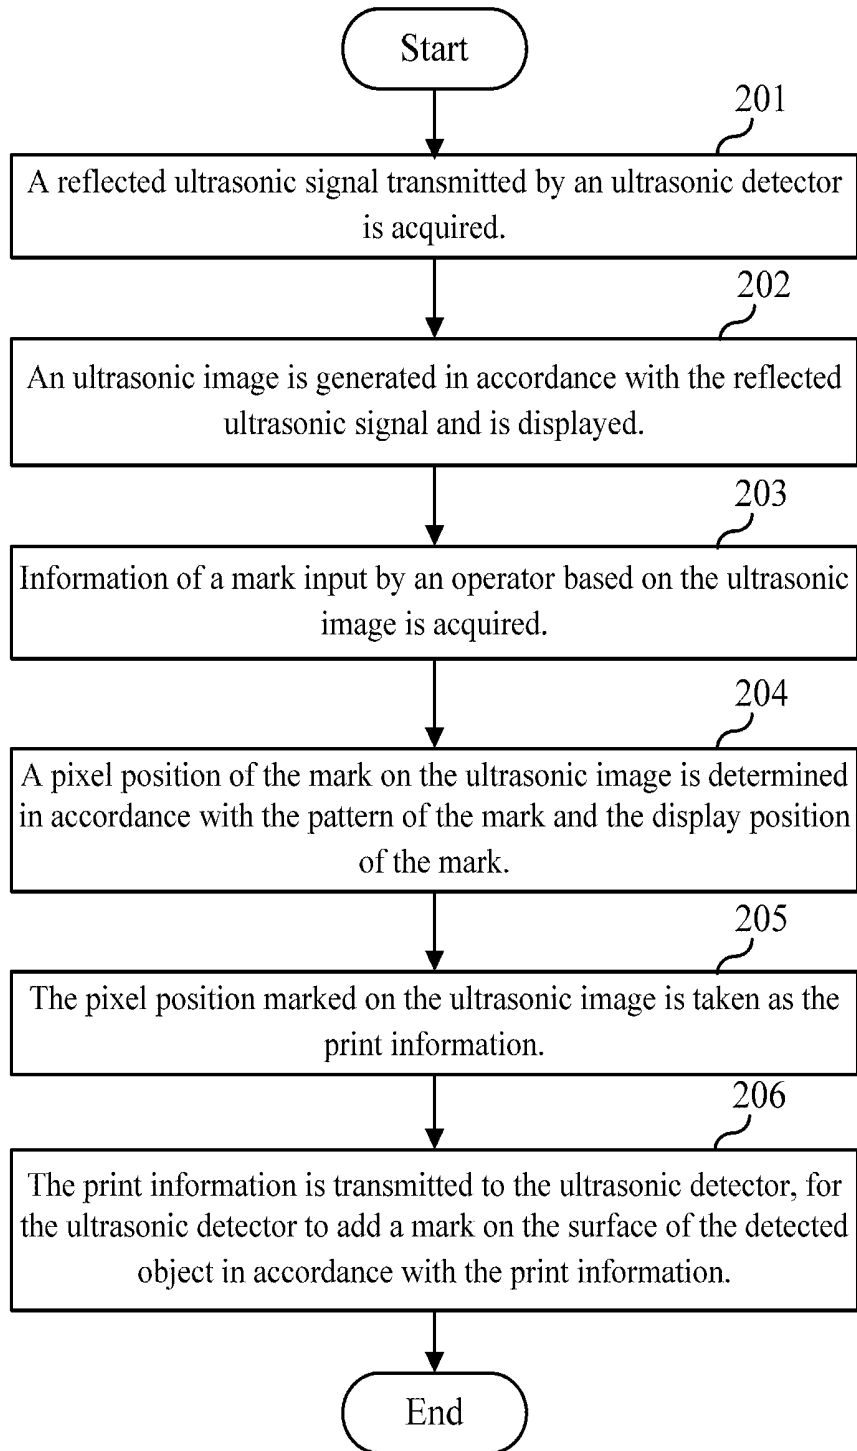 Start
201
A reflected ultrasonic signal transmitted by an ultrasonic detector
is acquired.
202
An ultrasonic image is generated in accordance with the reflected
ultrasonic signal and is displayed.
203
Information of a mark input by an operator based on the ultrasonic
image is acquired.
204
A pixel position of the mark on the ultrasonic image is determined
in accordance with the pattern of the mark and the display position
of the mark.
205
The pixel position marked on the ultrasonic image is taken as the
print information.
206
The print information is transmitted to the ultrasonic detector, for
the ultrasonic detector to add a mark on the surface of the detected
object in accordance with the print information.
End